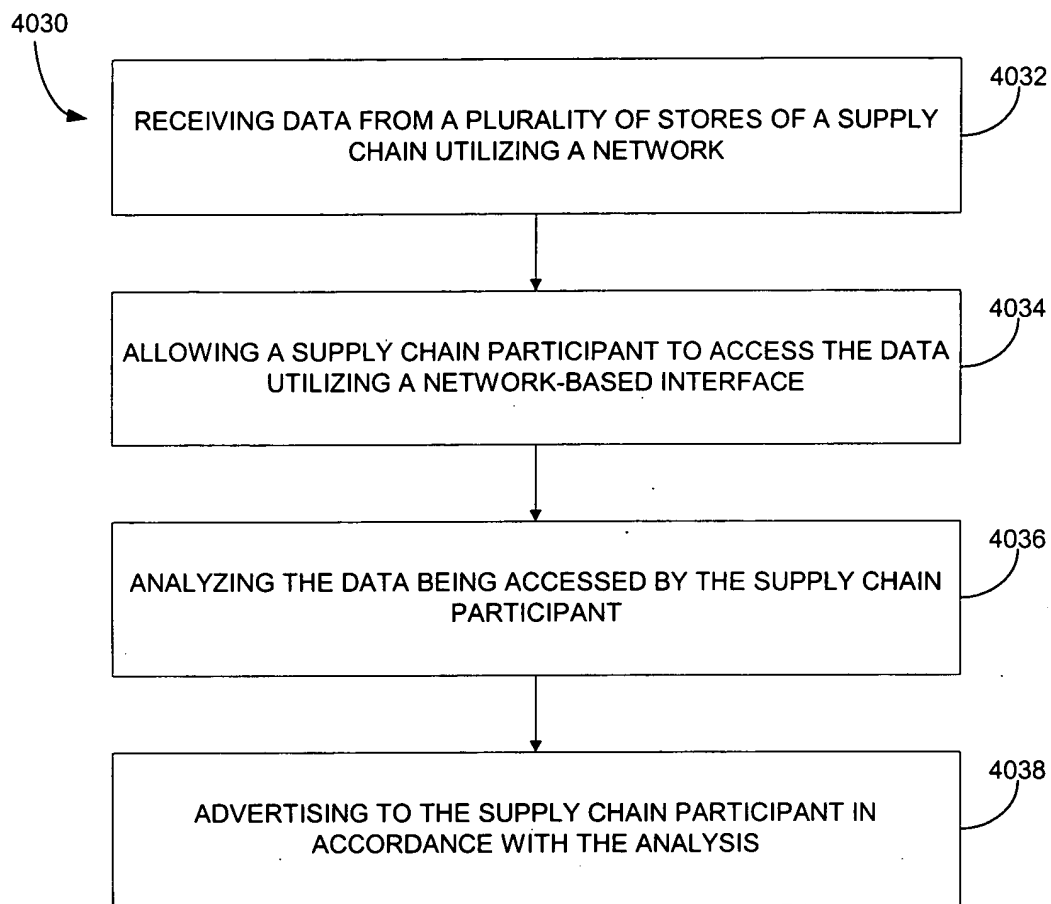 4030
4032
RECEIVING DATA FROM A PLURALITY OF STORES OF A SUPPLY
CHAIN UTILIZING A NETWORK
4034
ALLOWING A SUPPLY CHAIN PARTICIPANT TO ACCESS THE DATA
UTILIZING A NETWORK-BASED INTERFACE
4036
ANALYZING THE DATA BEING ACCESSED BY THE SUPPLY CHAIN
PARTICIPANT
4038
ADVERTISING TO THE SUPPLY CHAIN PARTICIPANT IN
ACCORDANCE WITH THE ANALYSIS